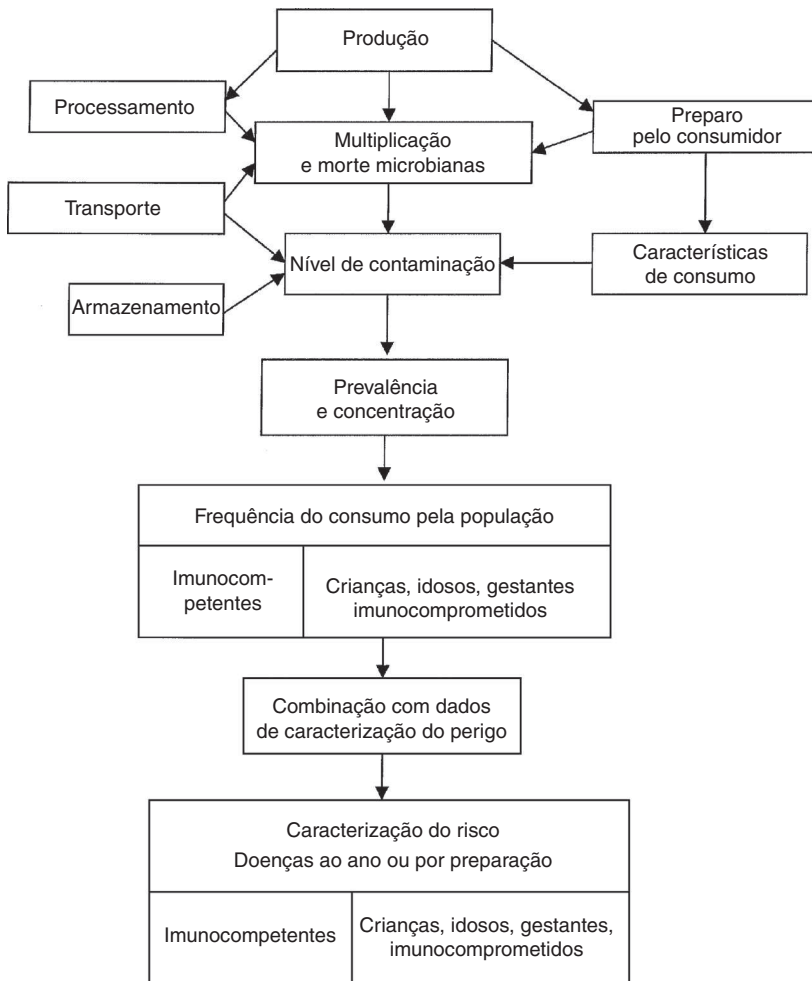 Produção
Processamento
Preparo
pelo consumidor
Multiplicação
e morte microbianas
Transporte
Nível de contaminação
Características
de consumo
Armazenamento
Prevalência
e concentração
Frequência do consumo pela população
Imunocom-
petentes
Crianças, idosos, gestantes
imunocomprometidos
Combinação com dados
de caracterização do perigo
Caracterização do risco
Doenças ao ano ou por preparação
Imunocompetentes
Crianças, idosos, gestantes,
imunocomprometidos